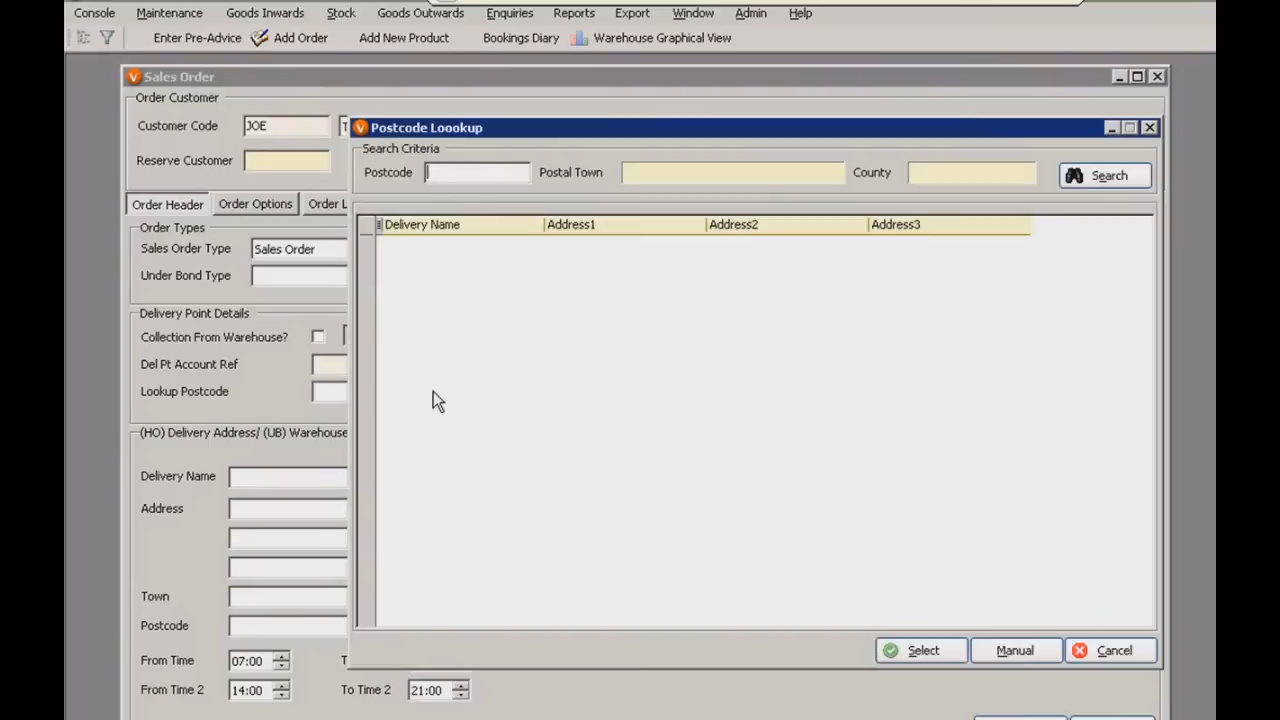 Console Maintenance Goods Inwards Stock Goods Outwards Enquiries Reports Export Window Admin Help
Enter Pre-Advice Add Order Add New Product Bookings Diary Warehouse Graphical View
Sales Order
Order Customer
Customer Code JOE
Reserve Customer
Order Header Order Options Order L
Order Types
Sales Order Type Sales Order
Under Bond Type
Delivery Point Details
Collection From Warehouse?
Del Pt Account Ref
Lookup Postcode
(HO) Delivery Address/ (UB) Warehouse
Delivery Name
Address
Town
Postcode
From Time 07:00 T
From Time 2 14:00 To Time 2 21:00
Postcode Loookup
Search Criteria
Postcode Postal Town County Search
Delivery Name Address1 Address2 Address3
Select Manual Cancel